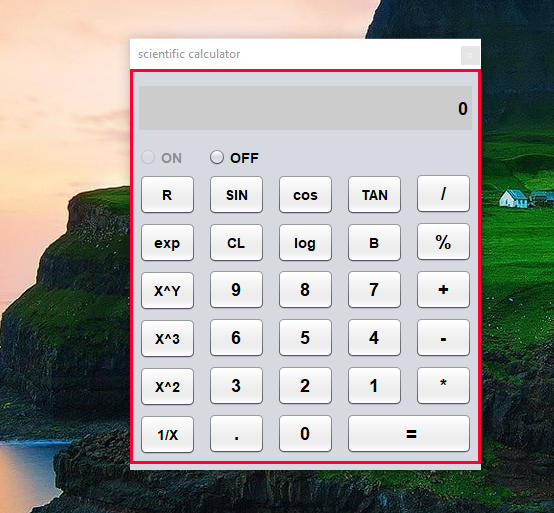 scientific calculator x
0
ON OFF
R SIN cos TAN /
exp CL log B %
X^Y 9 8 7 +
X^3 6 5 4 -
X^2 3 2 1 *
1/X . 0 =